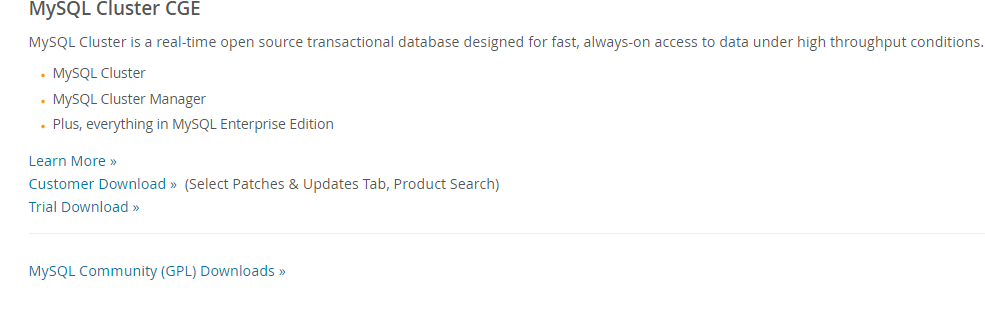 MySQL Cluster CGE
MySQL Cluster is a real-time open source transactional database designed for fast, always-on access to data under high throughput conditions.
MySQL Cluster
MySQL Cluster Manager
Plus, everything in MySQL Enterprise Edition
Learn More »
Customer Download » (Select Patches & Updates Tab, Product Search)
Trial Download »
MySQL Community (GPL) Downloads »